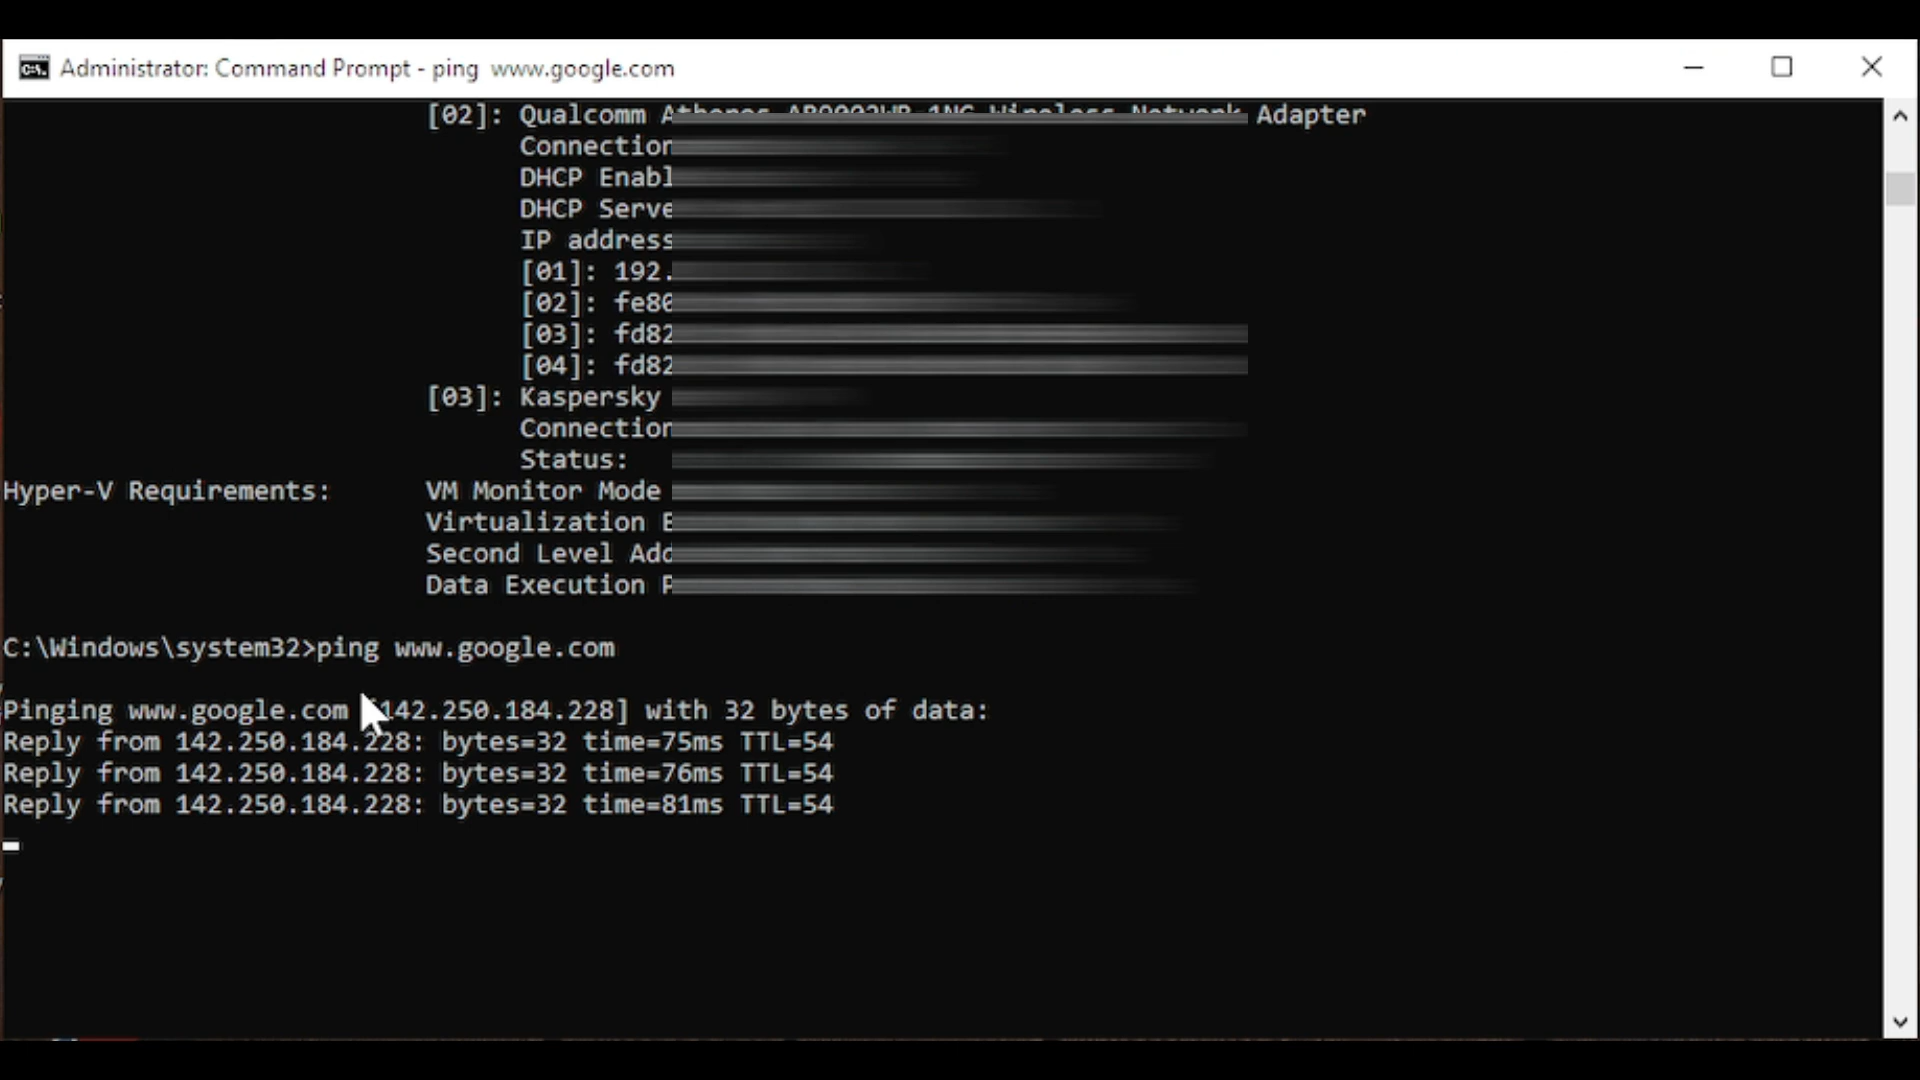 Administrator: Command Prompt - ping www.google.com
[02]: Qualcomm Adapter
Connection
DHCP Enabl
DHCP Serve
IP address
[01]: 192.
[02]: fe80
[03]: fd82
[04]: fd82
[03]: Kaspersky
Connection
Status:
Hyper-V Requirements: VM Monitor Mode
Virtualization E
Second Level Add
Data Execution P
C:\Windows\system32>ping www.google.com
Pinging www.google.com [142.250.184.228] with 32 bytes of data:
Reply from 142.250.184.228: bytes=32 time=75ms TTL=54
Reply from 142.250.184.228: bytes=32 time=76ms TTL=54
Reply from 142.250.184.228: bytes=32 time=81ms TTL=54